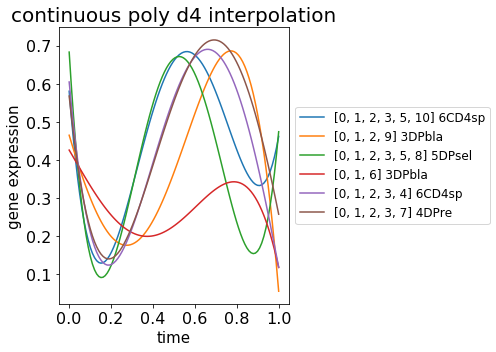 continuous poly d4 interpolation
gene expression
0.7
0.6
0.5
0.4
0.3
0.2
0.1
0.0 0.2 0.4 0.6 0.8 1.0
time
[0, 1, 2, 3, 5, 10] 6CD4sp
[0, 1, 2, 9] 3DPbla
[0, 1, 2, 3, 5, 8] 5DPsel
[0, 1, 6] 3DPbla
[0, 1, 2, 3, 4] 6CD4sp
[0, 1, 2, 3, 7] 4DPre